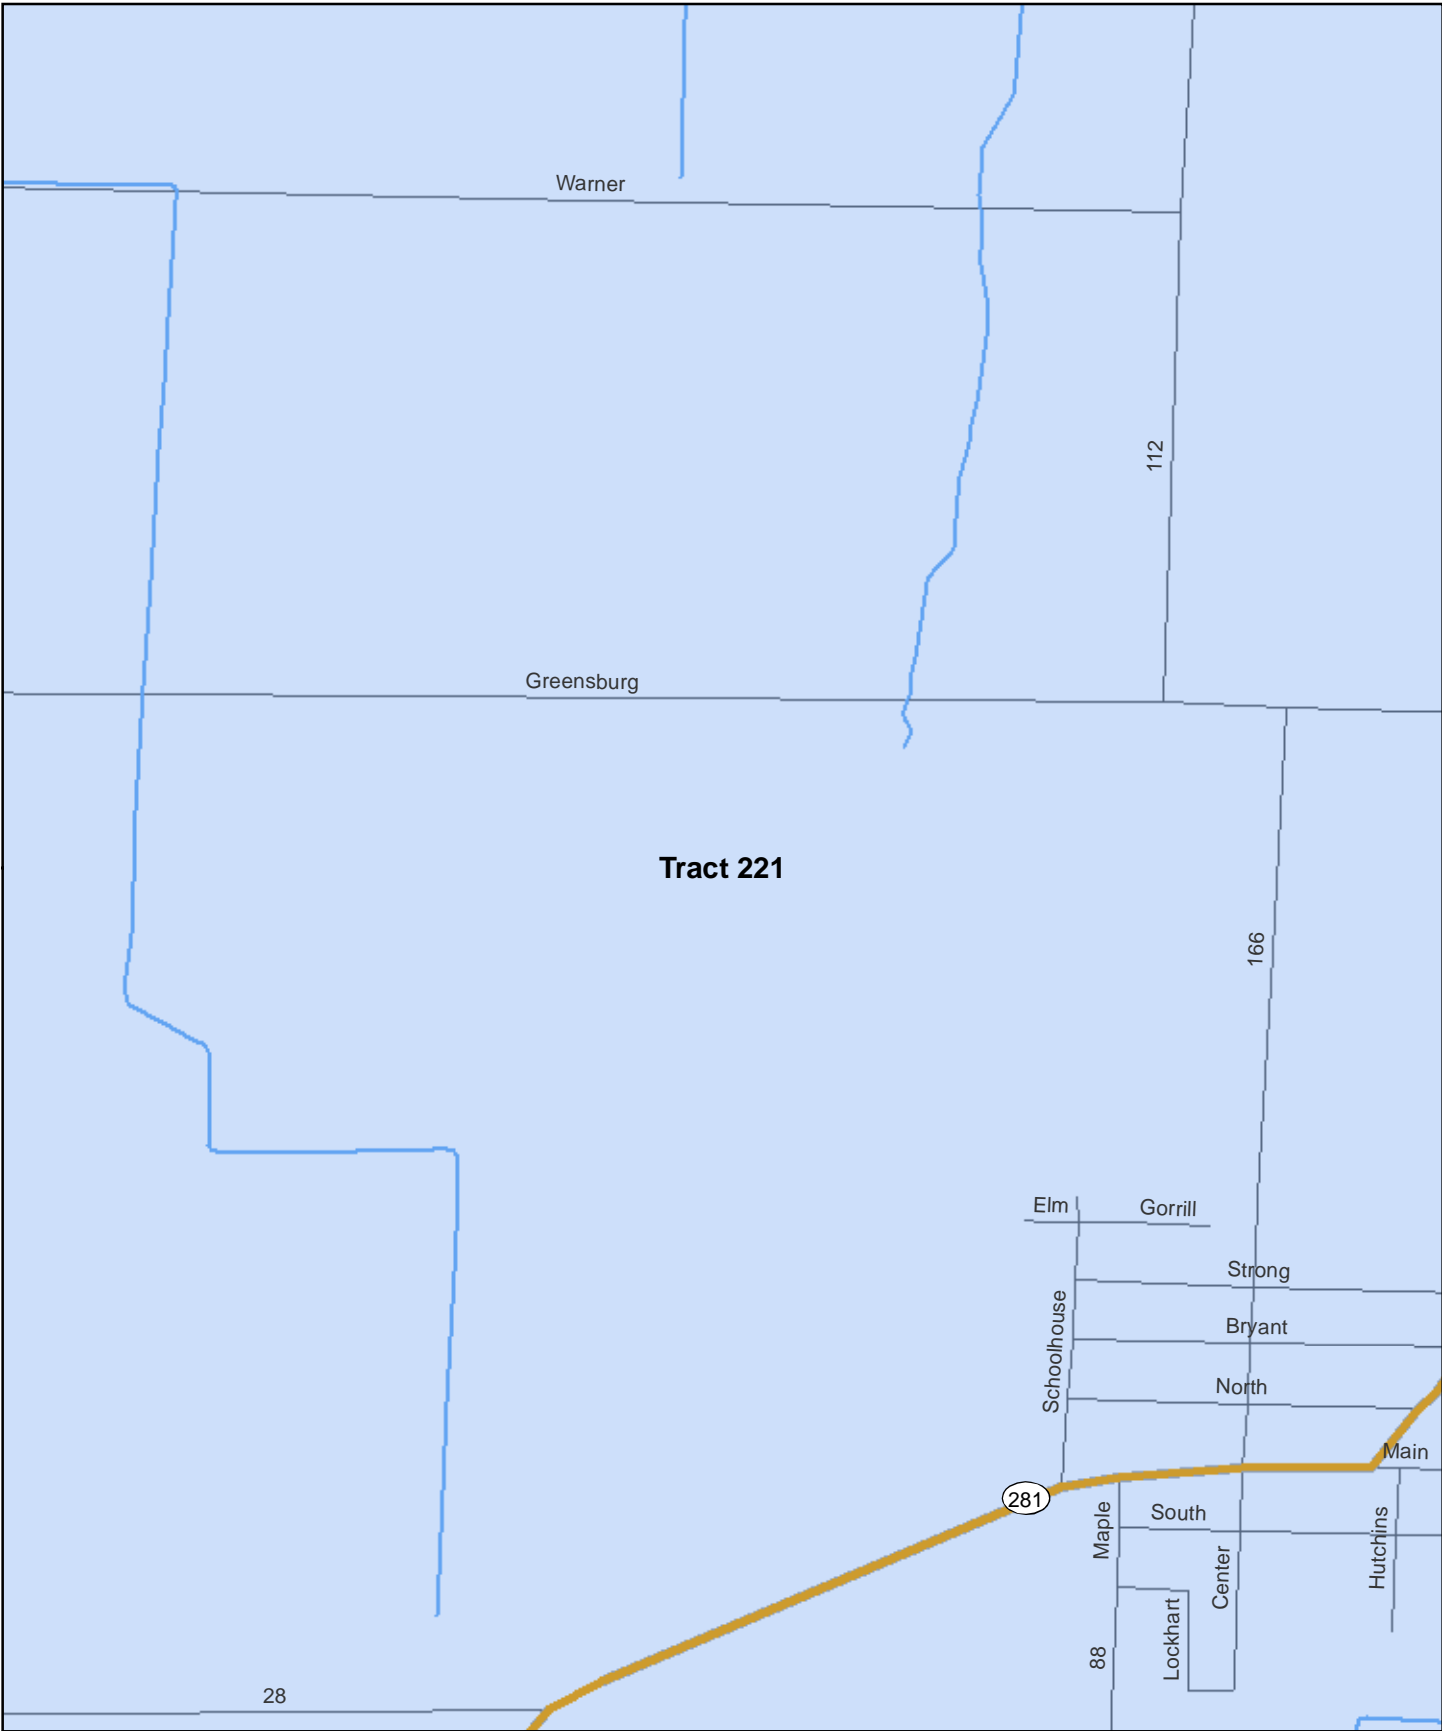 Warner
112
Greensburg
Tract 221
166
Elm
Gorrill
Strong
Schoolhouse
Bryant
North
Main
281
Maple
South
Hutchins
Center
Lockhart
88
28